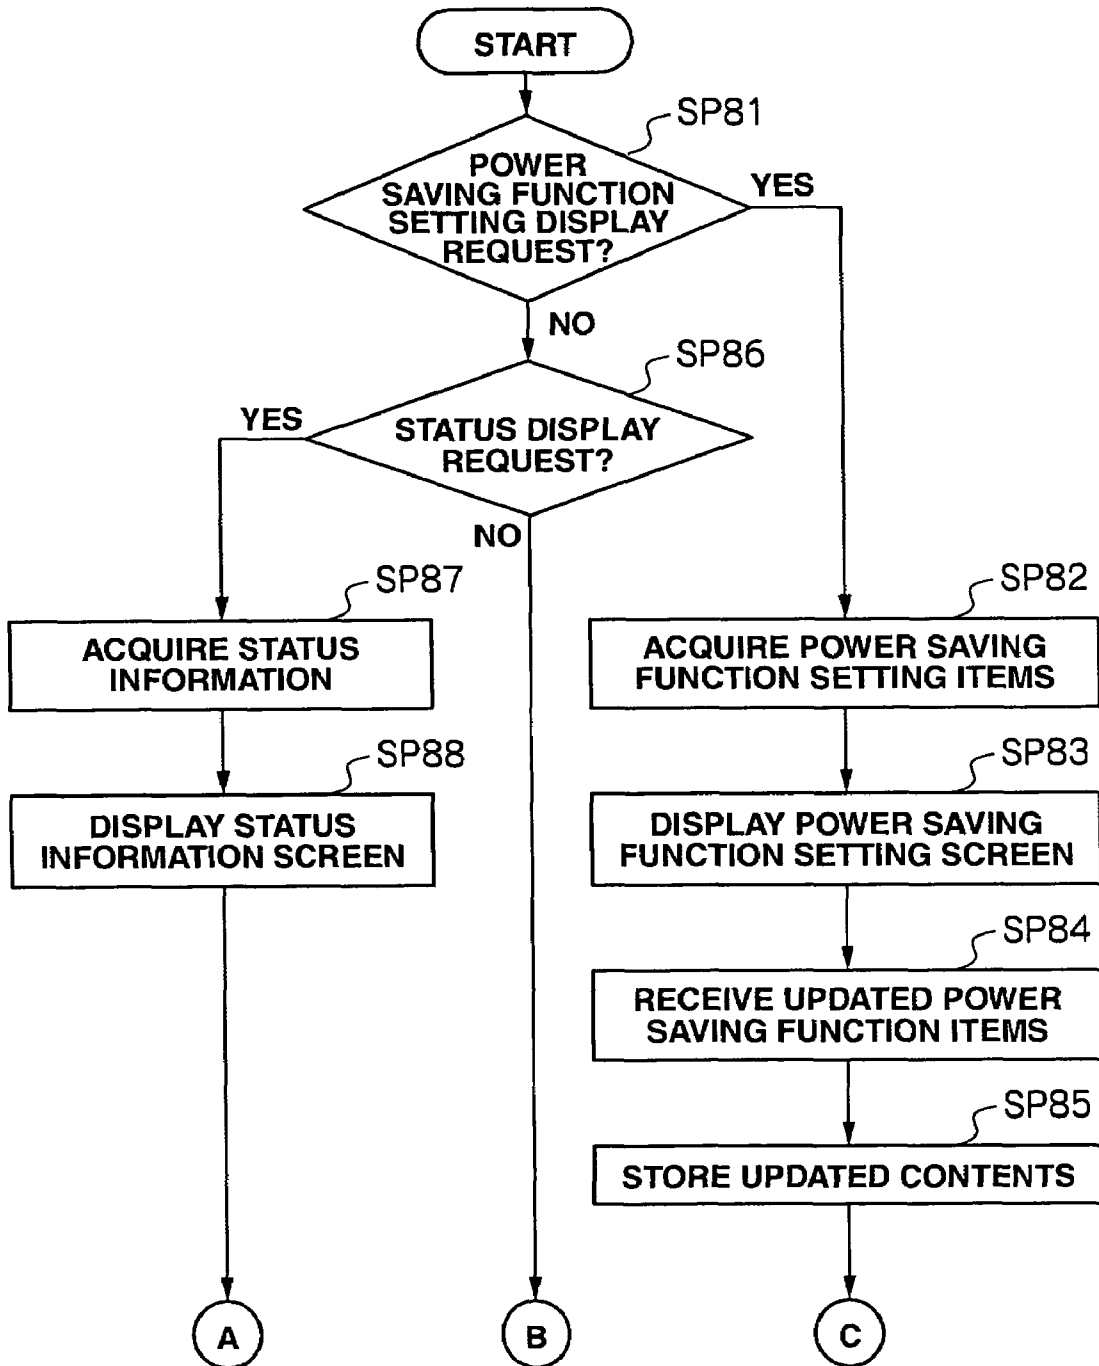 START
SP81
POWER
SAVING FUNCTION
SETTING DISPLAY
REQUEST?
YES
NO
SP86
YES
STATUS DISPLAY
REQUEST?
NO
SP87
ACQUIRE STATUS
INFORMATION
SP82
ACQUIRE POWER SAVING
FUNCTION SETTING ITEMS
SP88
DISPLAY STATUS
INFORMATION SCREEN
SP83
DISPLAY POWER SAVING
FUNCTION SETTING SCREEN
SP84
RECEIVE UPDATED POWER
SAVING FUNCTION ITEMS
SP85
STORE UPDATED CONTENTS
A
B
C